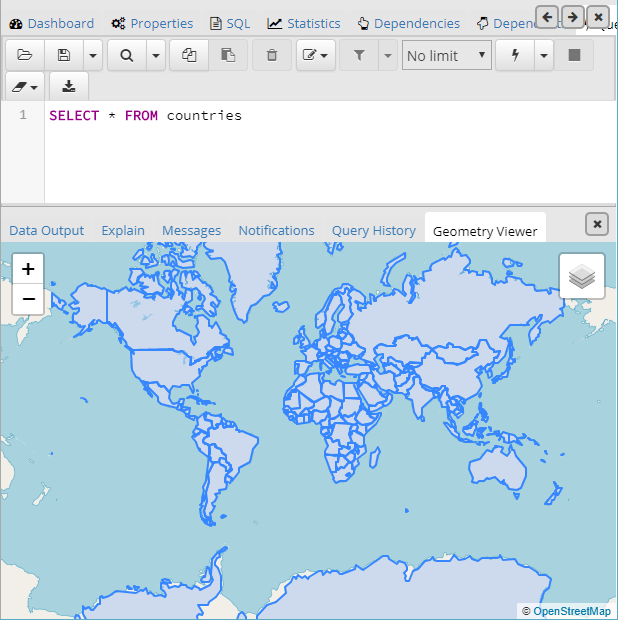 Dashboard Properties SQL Statistics Dependencies
No limit
1 SELECT * FROM countries
Data Output Explain Messages Notifications Query History Geometry Viewer
+
−
© OpenStreetMap